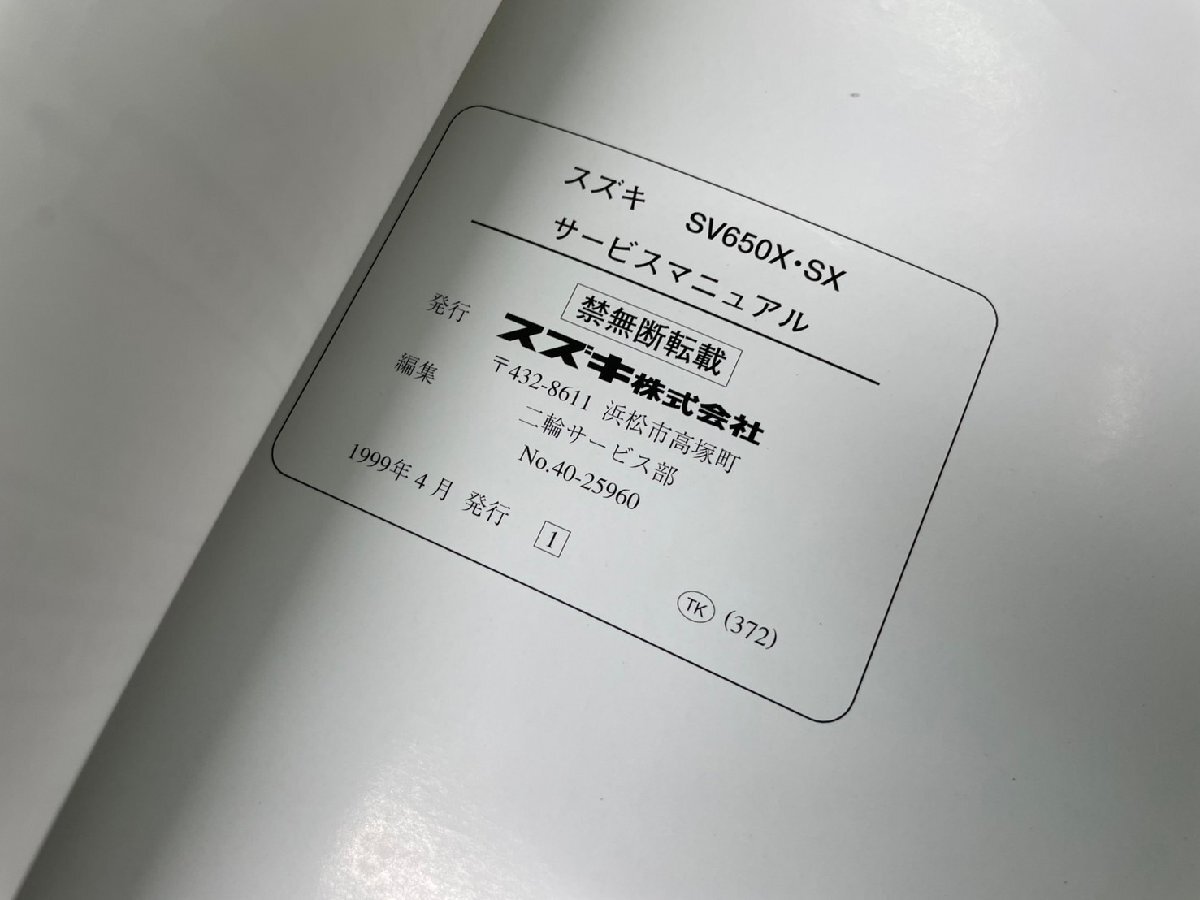 スズキ SV650X・SX
サービスマニュアル
禁無断転載
発行 スズキ株式会社
〒432-8611 浜松市高塚町
編集 二輪サービス部
No.40-25960
1999年4月 発行 1
TK (372)